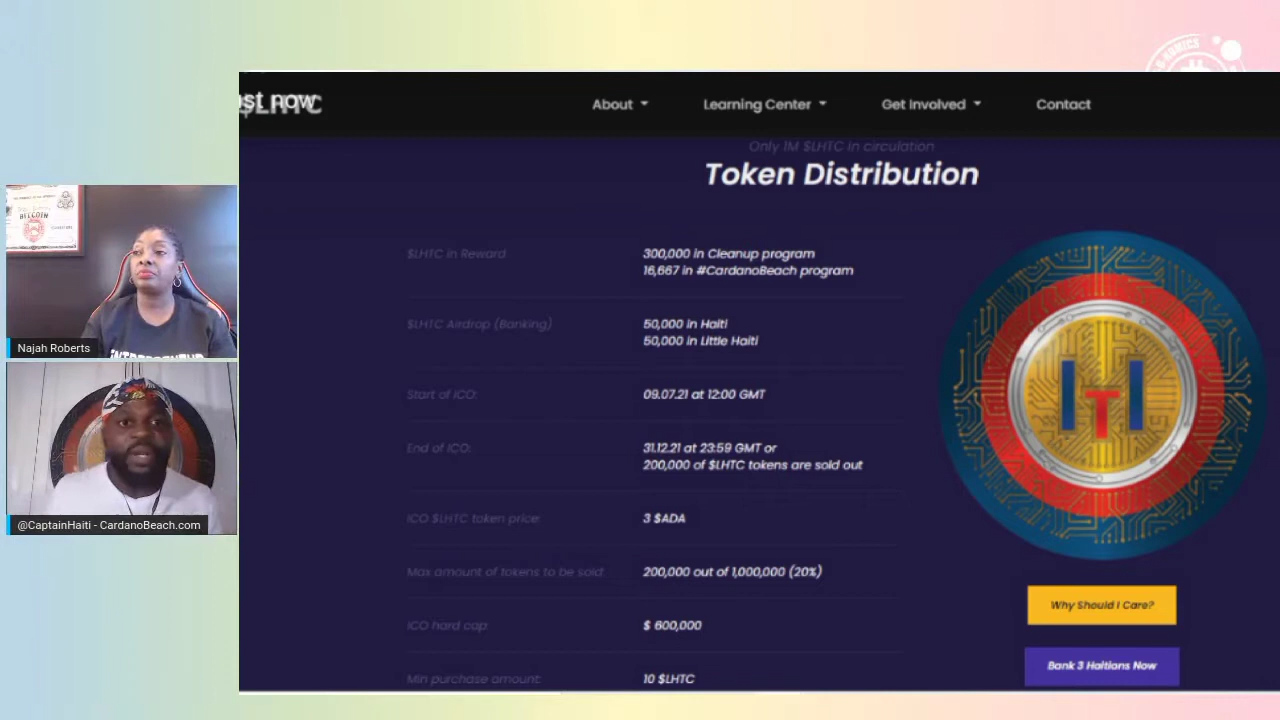 $LHTC
About
Learning Center
Get Involved
Contact
Only 1M $LHTC in circulation
Token Distribution
$LHTC in Reward
300,000 in Cleanup program
16,667 in #CardanoBeach program
$LHTC Airdrop (Banking)
50,000 in Haiti
50,000 in Little Haiti
Start of ICO:
09.07.21 at 12:00 GMT
End of ICO:
31.12.21 at 23:59 GMT or
200,000 of $LHTC tokens are sold out
ICO $LHTC token price:
3 $ADA
Max amount of tokens to be sold:
200,000 out of 1,000,000 (20%)
ICO hard cap:
$ 600,000
Min purchase amount:
10 $LHTC
HTI
Why Should I Care?
Bank 3 Haitians Now
BITCOIN
Najah Roberts
@CaptainHaiti - CardanoBeach.com